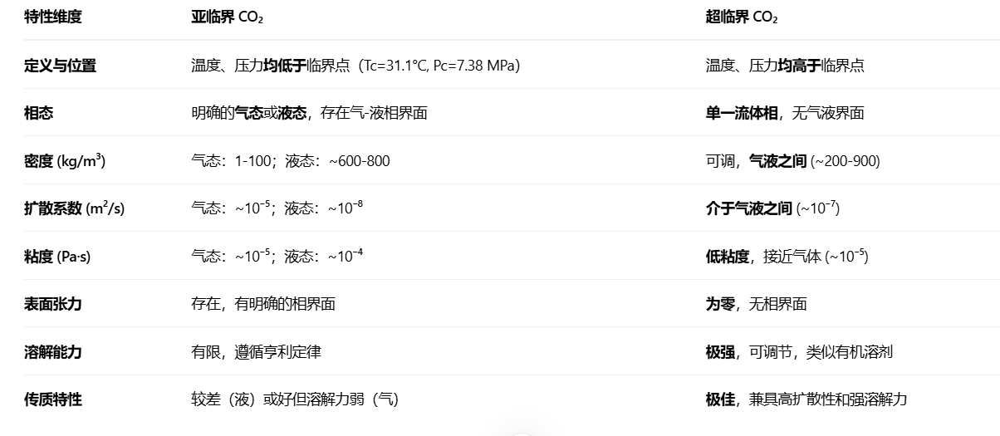 特性维度 亚临界 CO₂ 超临界 CO₂
定义与位置 温度、压力均低于临界点（Tc=31.1°C, Pc=7.38 MPa） 温度、压力均高于临界点
相态 明确的气态或液态，存在气-液相界面 单一流体相，无气液界面
密度 (kg/m³) 气态：1-100；液态：~600-800 可调，气液之间 (~200-900)
扩散系数 (m²/s) 气态：~10⁻⁵；液态：~10⁻⁸ 介于气液之间 (~10⁻⁷)
粘度 (Pa·s) 气态：~10⁻⁵；液态：~10⁻⁴ 低粘度，接近气体 (~10⁻⁵)
表面张力 存在，有明确的相界面 为零，无相界面
溶解能力 有限，遵循亨利定律 极强，可调节，类似有机溶剂
传质特性 较差（液）或好但溶解力弱（气） 极佳，兼具高扩散性和强溶解力